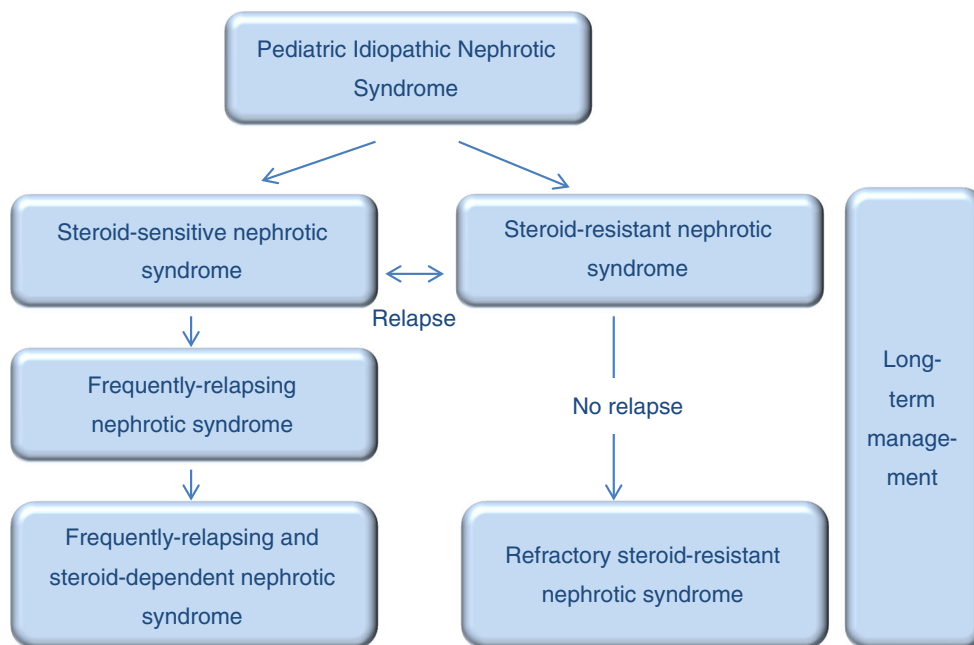 Pediatric Idiopathic Nephrotic
Syndrome
Steroid-sensitive nephrotic
syndrome
Steroid-resistant nephrotic
syndrome
Relapse
Frequently-relapsing
nephrotic syndrome
No relapse
Frequently-relapsing and
steroid-dependent nephrotic
syndrome
Refractory steroid-resistant
nephrotic syndrome
Long-
term
manage-
ment